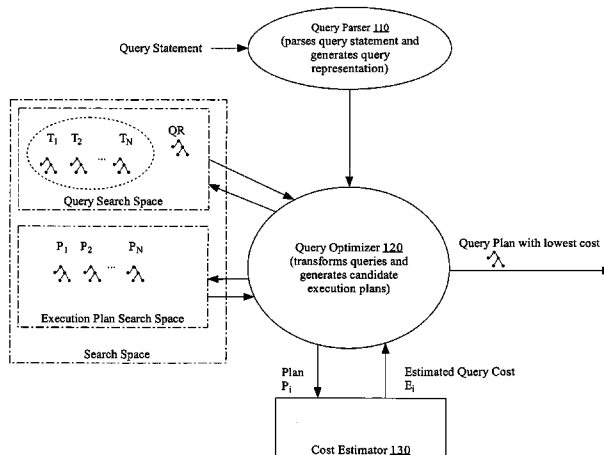 Query Parser 110
(parses query statement and
generates query
representation)
Query Statement
T1 T2 ... TN
QR
Query Search Space
P1 P2 ... PN
Execution Plan Search Space
Search Space
Query Optimizer 120
(transforms queries and
generates candidate
execution plans)
Query Plan with lowest cost
Plan
Pi
Estimated Query Cost
Ei
Cost Estimator 130